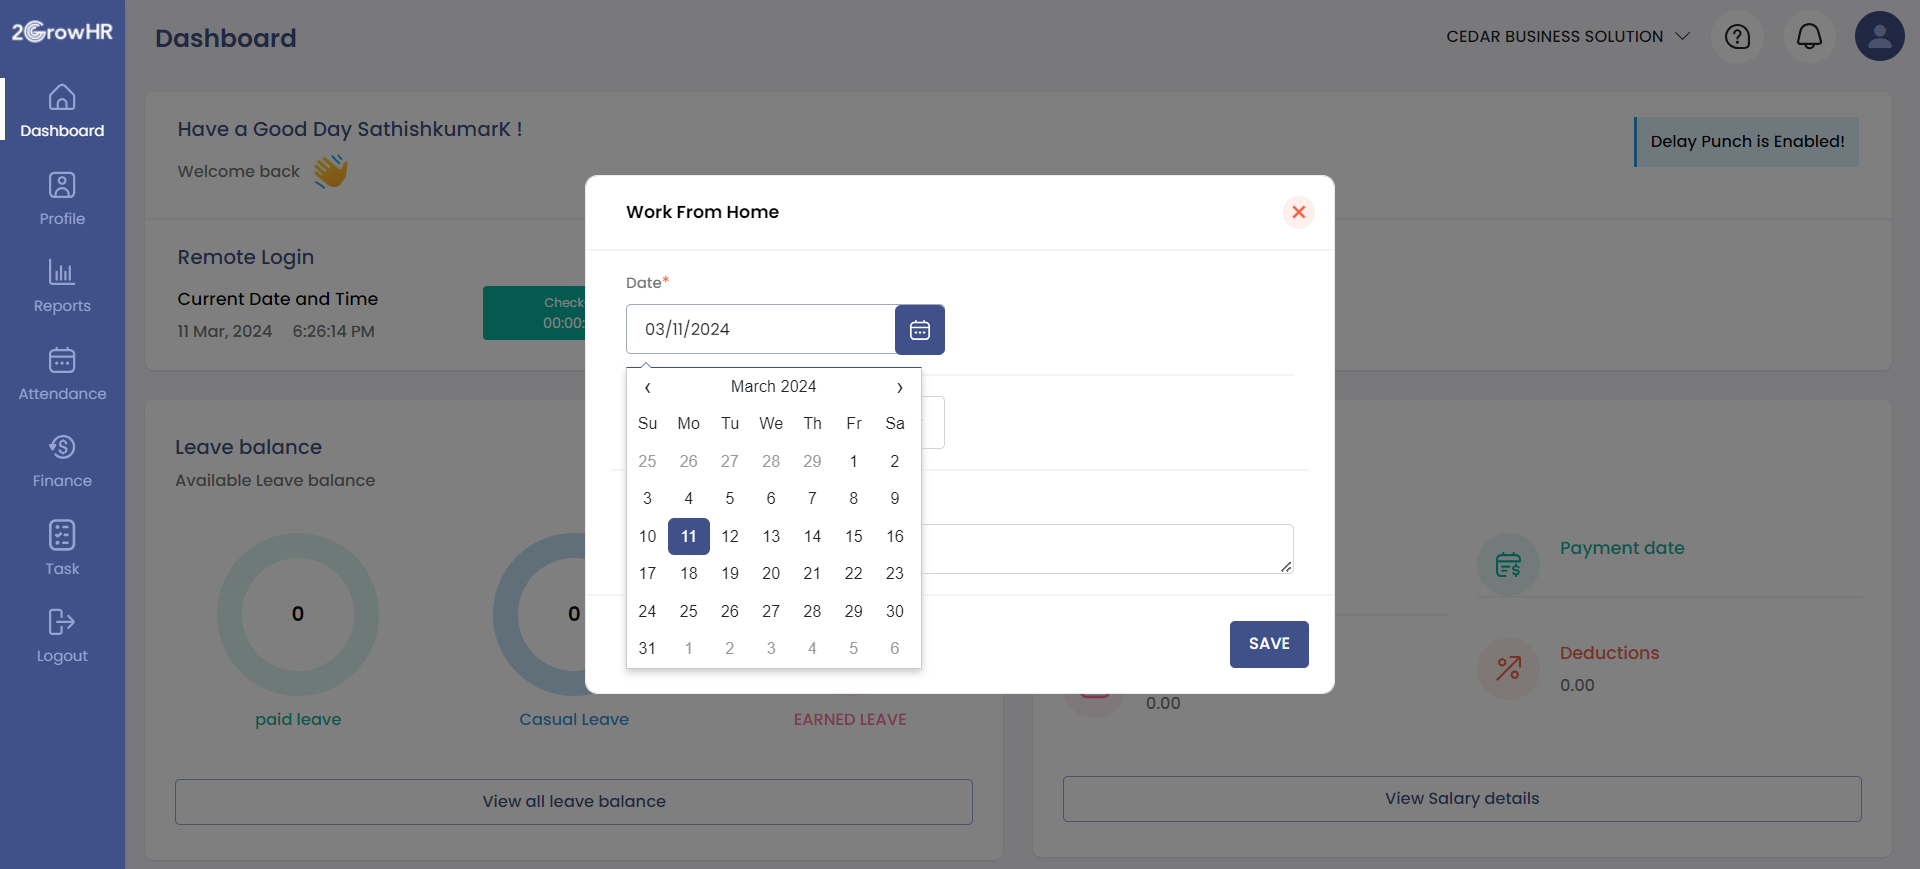 2GrowHR
Dashboard
CEDAR BUSINESS SOLUTION
Dashboard
Profile
Reports
Attendance
Finance
Task
Logout
Have a Good Day SathishkumarK !
Welcome back
Delay Punch is Enabled!
Remote Login
Current Date and Time
11 Mar, 2024 6:26:14 PM
Check
00:00:
Work From Home
Date*
03/11/2024
‹ March 2024 ›
Su Mo Tu We Th Fr Sa
25 26 27 28 29 1 2
3 4 5 6 7 8 9
10 11 12 13 14 15 16
17 18 19 20 21 22 23
24 25 26 27 28 29 30
31 1 2 3 4 5 6
SAVE
Leave balance
Available Leave balance
0
paid leave
0
Casual Leave
EARNED LEAVE
View all leave balance
Payment date
Deductions
0.00
0.00
View Salary details